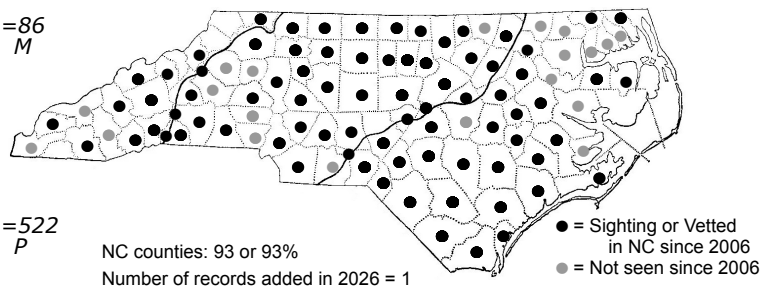 =86
M
=522
P
NC counties: 93 or 93%
Number of records added in 2026 = 1
= Sighting or Vetted
in NC since 2006
= Not seen since 2006